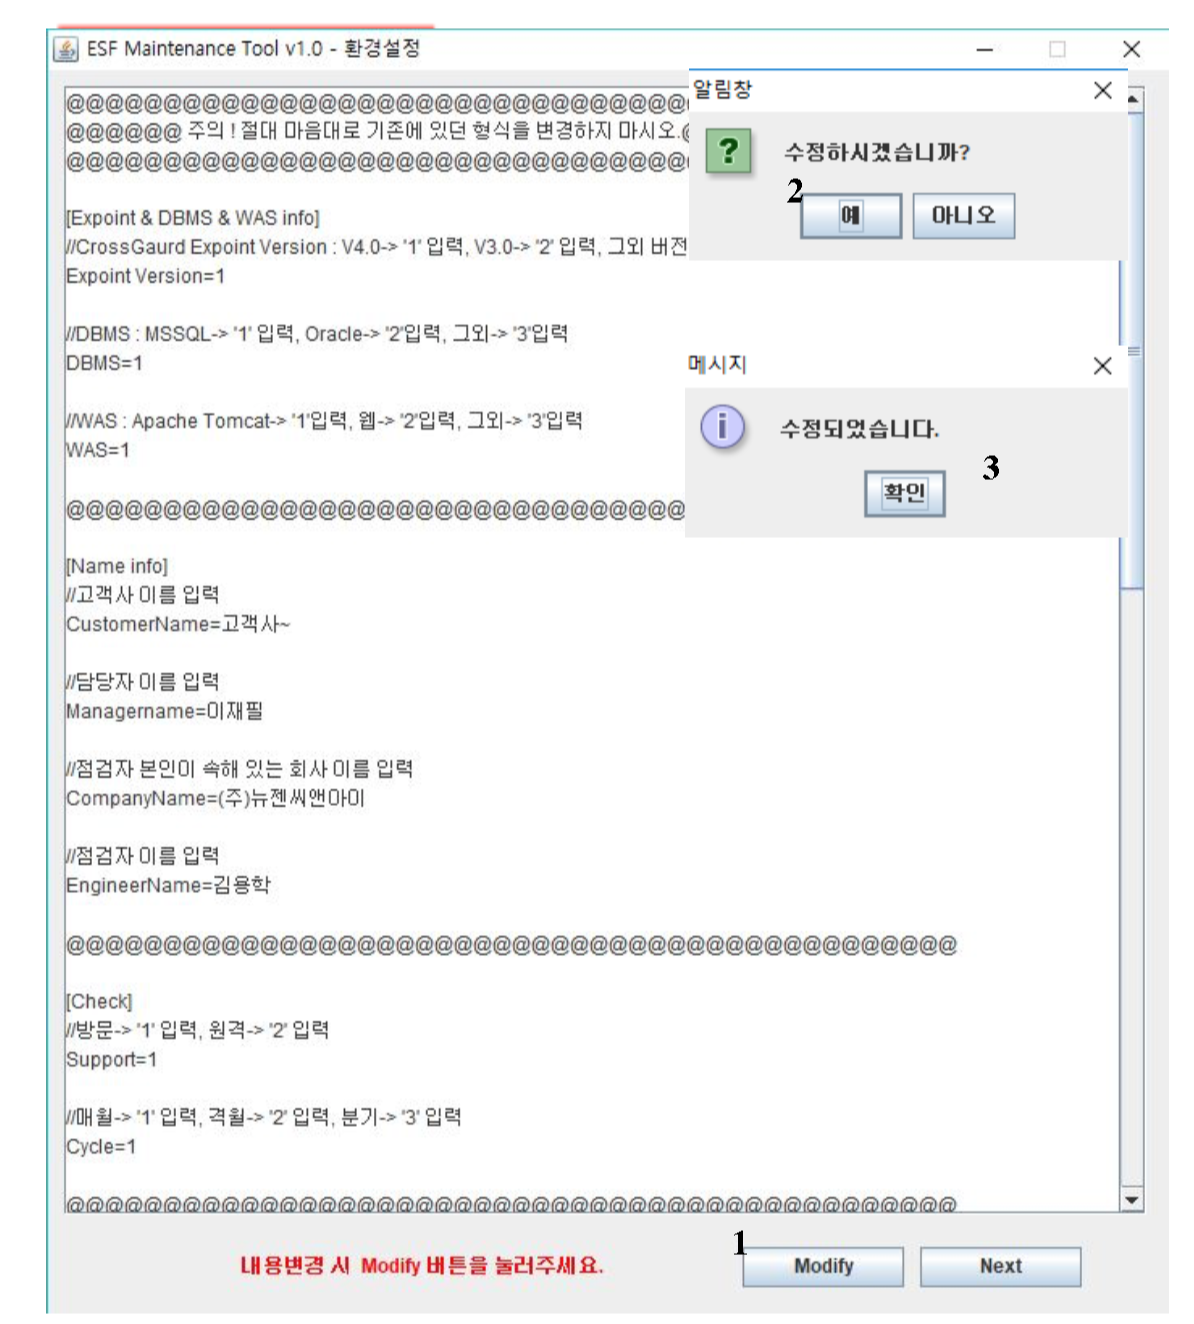 ESF Maintenance Tool v1.0 - 환경설정
@@@@@@@@@@@@@@@@@@@@@@@@@@@@@@@@
@@@@@@ 주의 ! 절대 마음대로 기존에 있던 형식을 변경하지 마시오.@
@@@@@@@@@@@@@@@@@@@@@@@@@@@@@@@@
[Expoint & DBMS & WAS info]
//CrossGaurd Expoint Version : V4.0-> '1' 입력, V3.0-> '2' 입력, 그외 버전
Expoint Version=1
//DBMS : MSSQL-> '1' 입력, Oracle-> '2'입력, 그외-> '3'입력
DBMS=1
//WAS : Apache Tomcat-> '1'입력, 웹-> '2'입력, 그외-> '3'입력
WAS=1
@@@@@@@@@@@@@@@@@@@@@@@@@@@@@@@@
[Name info]
//고객사 이름 입력
CustomerName=고객사~
//담당자 이름 입력
Managername=이재필
//점검자 본인이 속해 있는 회사 이름 입력
CompanyName=(주)뉴젠씨앤아이
//점검자 이름 입력
EngineerName=김용학
@@@@@@@@@@@@@@@@@@@@@@@@@@@@@@@@@@@@@@@@@@@@@@
[Check]
//방문-> '1' 입력, 원격-> '2' 입력
Support=1
//매월-> '1' 입력, 격월-> '2' 입력, 분기-> '3' 입력
Cycle=1
@@@@@@@@@@@@@@@@@@@@@@@@@@@@@@@@@@@@@@@@@@@@@@
알림창
수정하시겠습니까?
2
예 아니오
메시지
수정되었습니다.
3
확인
내용변경 시 Modify 버튼을 눌러주세요.
1
Modify Next